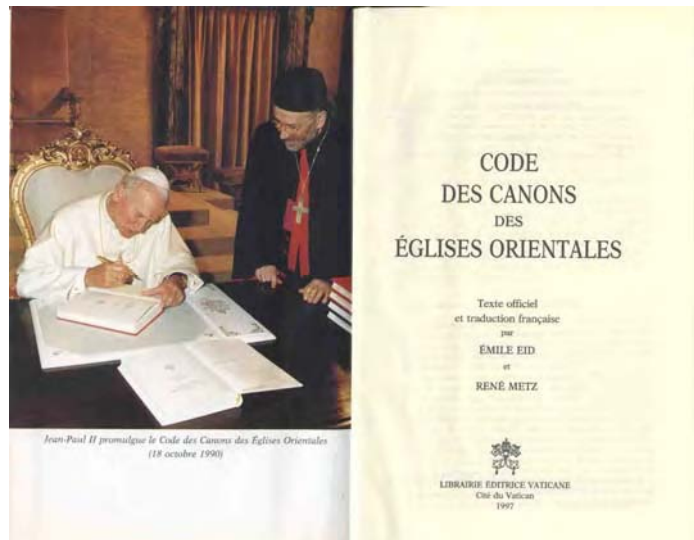 Jean-Paul II promulgue le Code des Canons des Églises Orientales
(18 octobre 1990)
CODE
DES CANONS
DES
ÉGLISES ORIENTALES
Texte officiel
et traduction française
par
ÉMILE EID
et
RENÉ METZ
LIBRAIRIE ÉDITRICE VATICANE
Cité du Vatican
1997